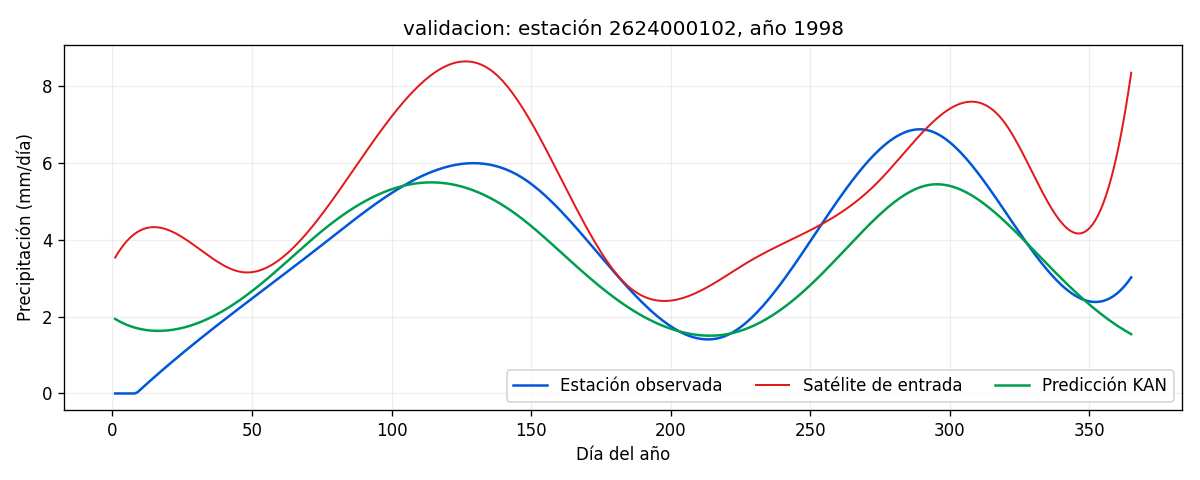 validacion: estación 2624000102, año 1998
Precipitación (mm/día)
8
6
4
2
0
Estación observada
Satélite de entrada
Predicción KAN
0 50 100 150 200 250 300 350
Día del año